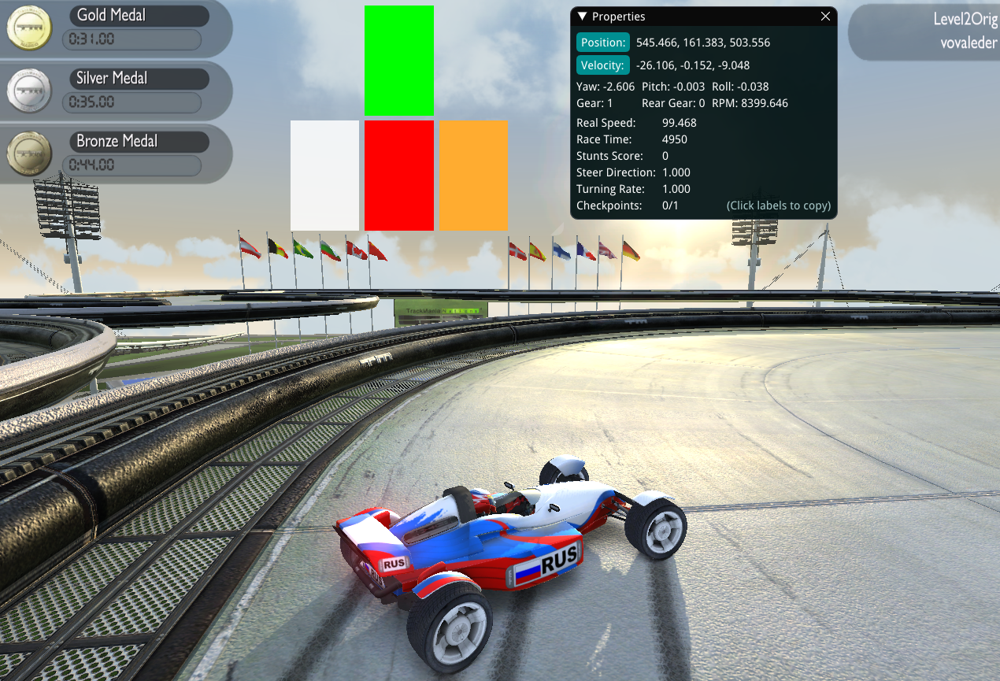 Gold Medal
0:31.00
Silver Medal
0:35.00
Bronze Medal
0:44.00
Properties
Position: 545.466, 161.383, 503.556
Velocity: -26.106, -0.152, -9.048
Yaw: -2.606 Pitch: -0.003 Roll: -0.038
Gear: 1 Rear Gear: 0 RPM: 8399.646
Real Speed: 99.468
Race Time: 4950
Stunts Score: 0
Steer Direction: 1.000
Turning Rate: 1.000
Checkpoints: 0/1 (Click labels to copy)
Level2Orig
vovaleder
TrackMania Nations
RUS
RUS
RUS